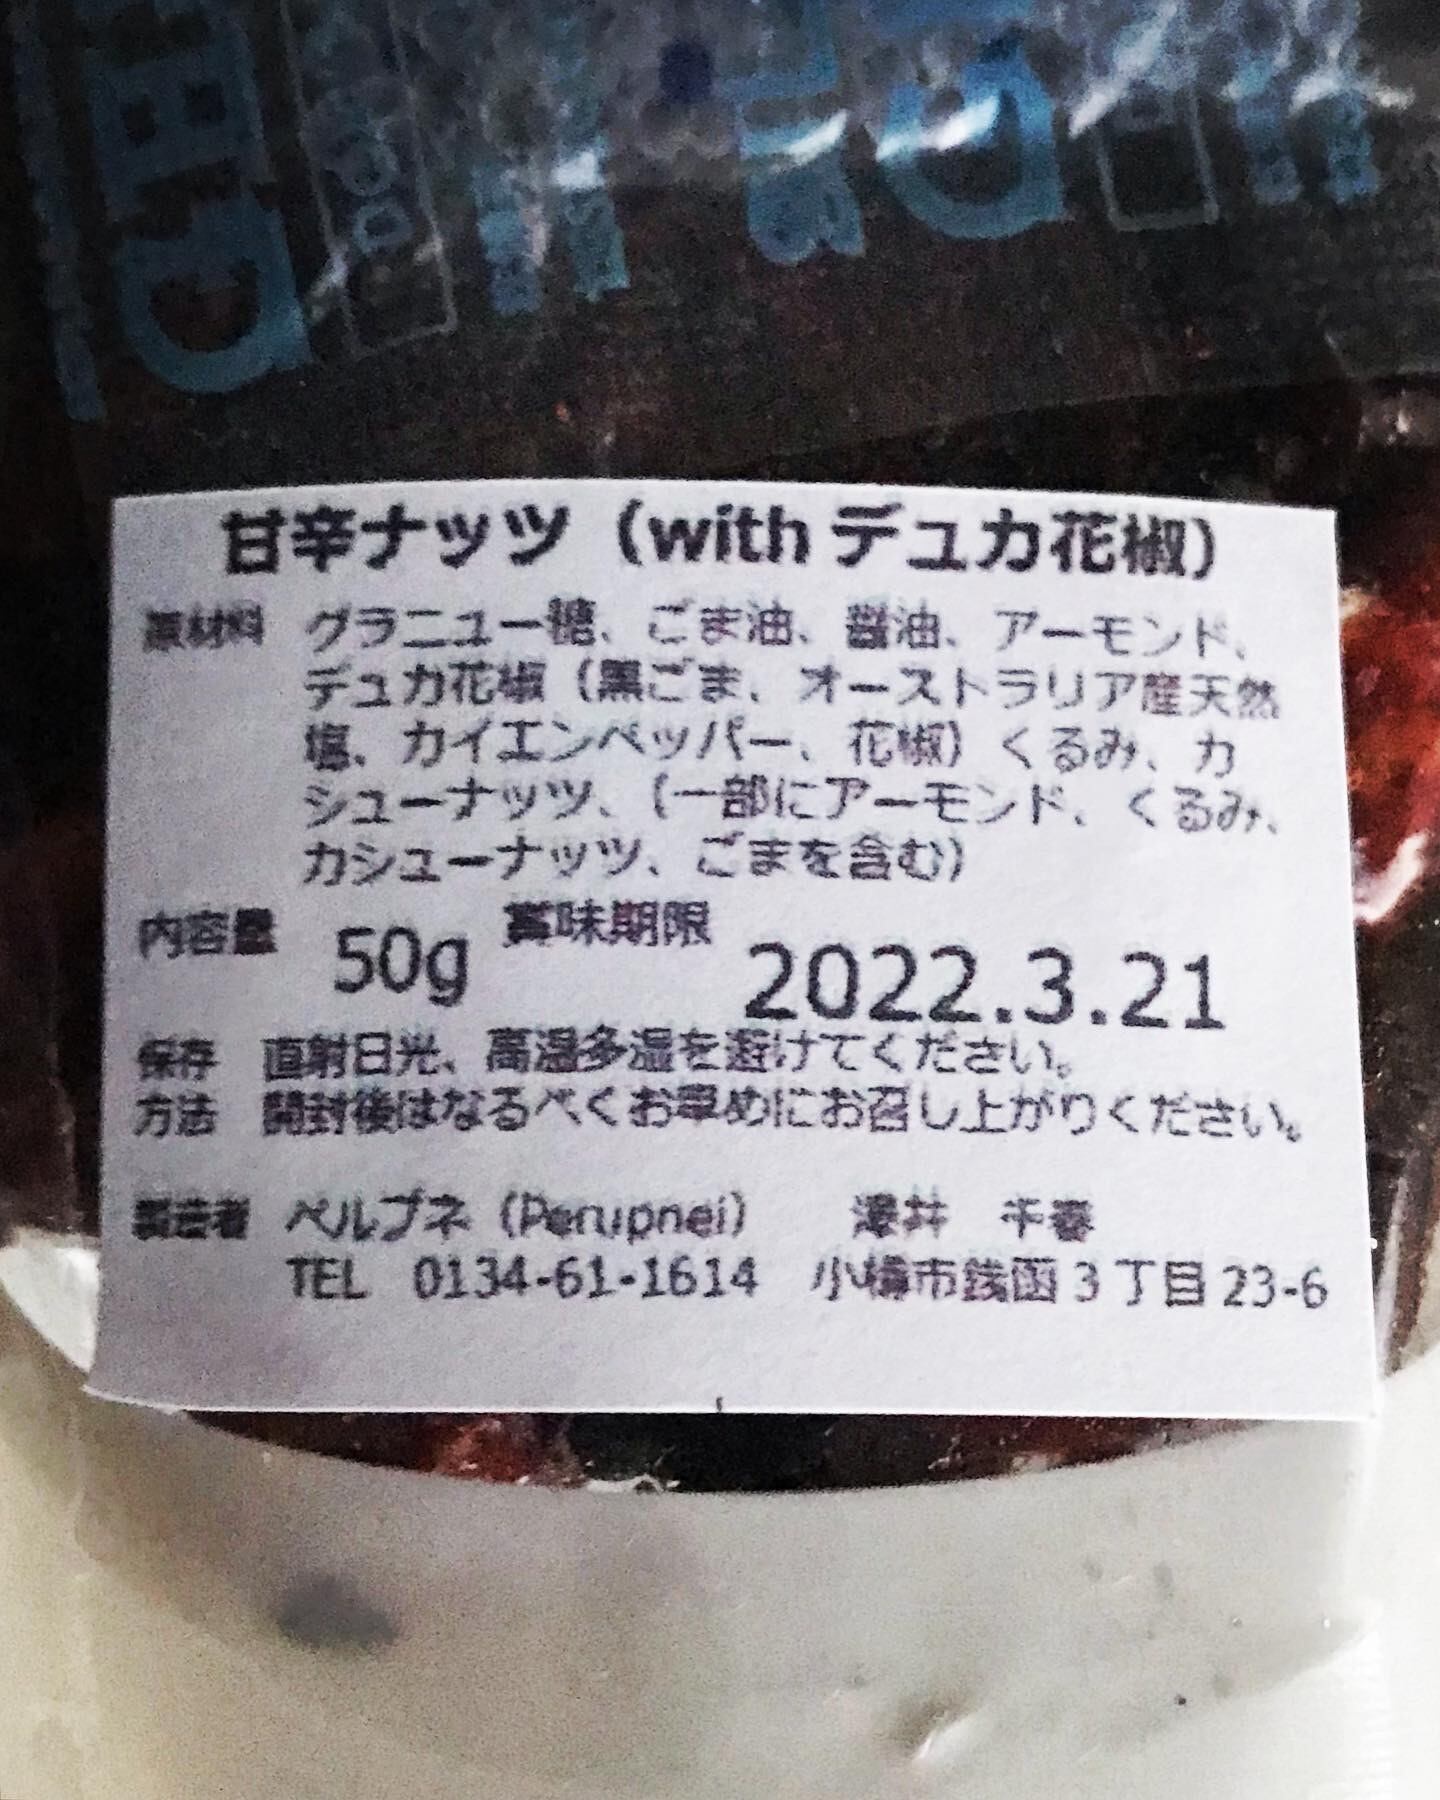 甘辛ナッツ（with デュカ花椒）
原材料 グラニュー糖、ごま油、醤油、アーモンド、
デュカ花椒（黒ごま、オーストラリア産天然
塩、カイエンペッパー、花椒）くるみ、カ
シューナッツ、（一部にアーモンド、くるみ、
カシューナッツ、ごまを含む）
内容量 50g 賞味期限 2022.3.21
保存 直射日光、高温多湿を避けてください。
方法 開封後はなるべくお早めにお召し上がりください。
製造者 ペルプネ（Perupnei） 澤井 千春
TEL 0134-61-1614 小樽市銭函3丁目23-6